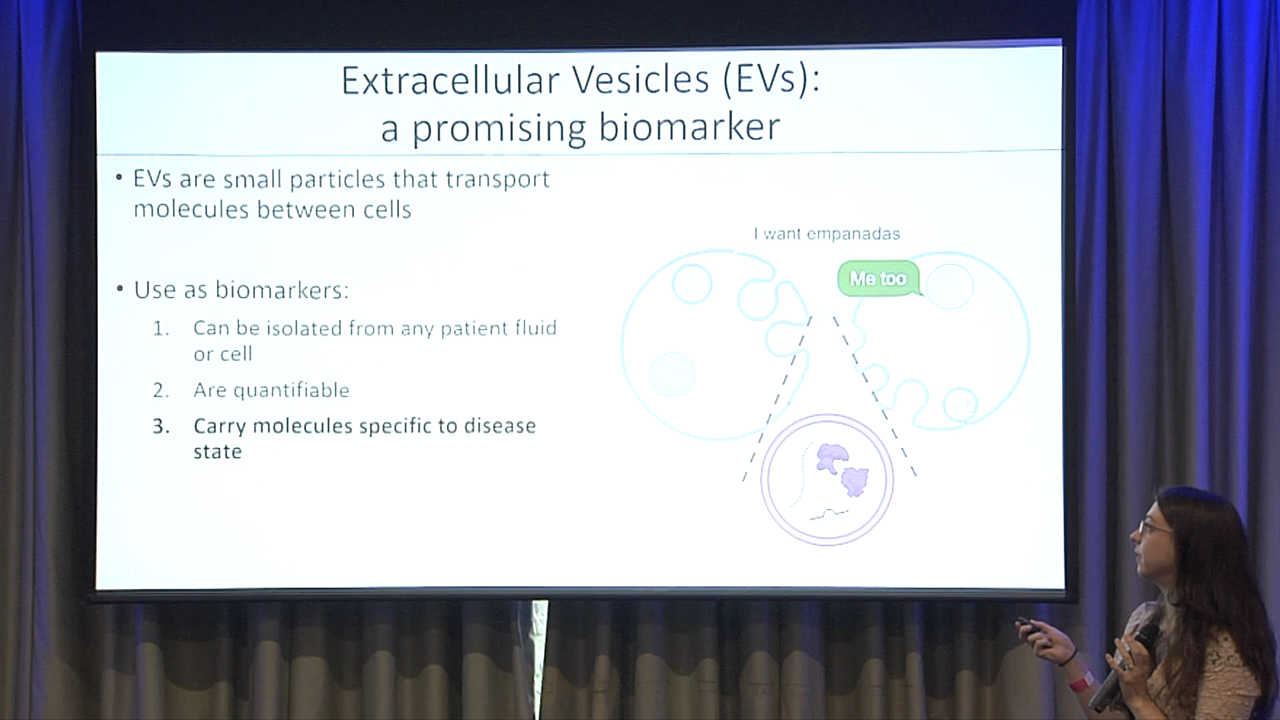 Extracellular Vesicles (EVs):
a promising biomarker
• EVs are small particles that transport
molecules between cells
• Use as biomarkers:
1. Can be isolated from any patient fluid
or cell
2. Are quantifiable
3. Carry molecules specific to disease
state
I want empanadas
Me too